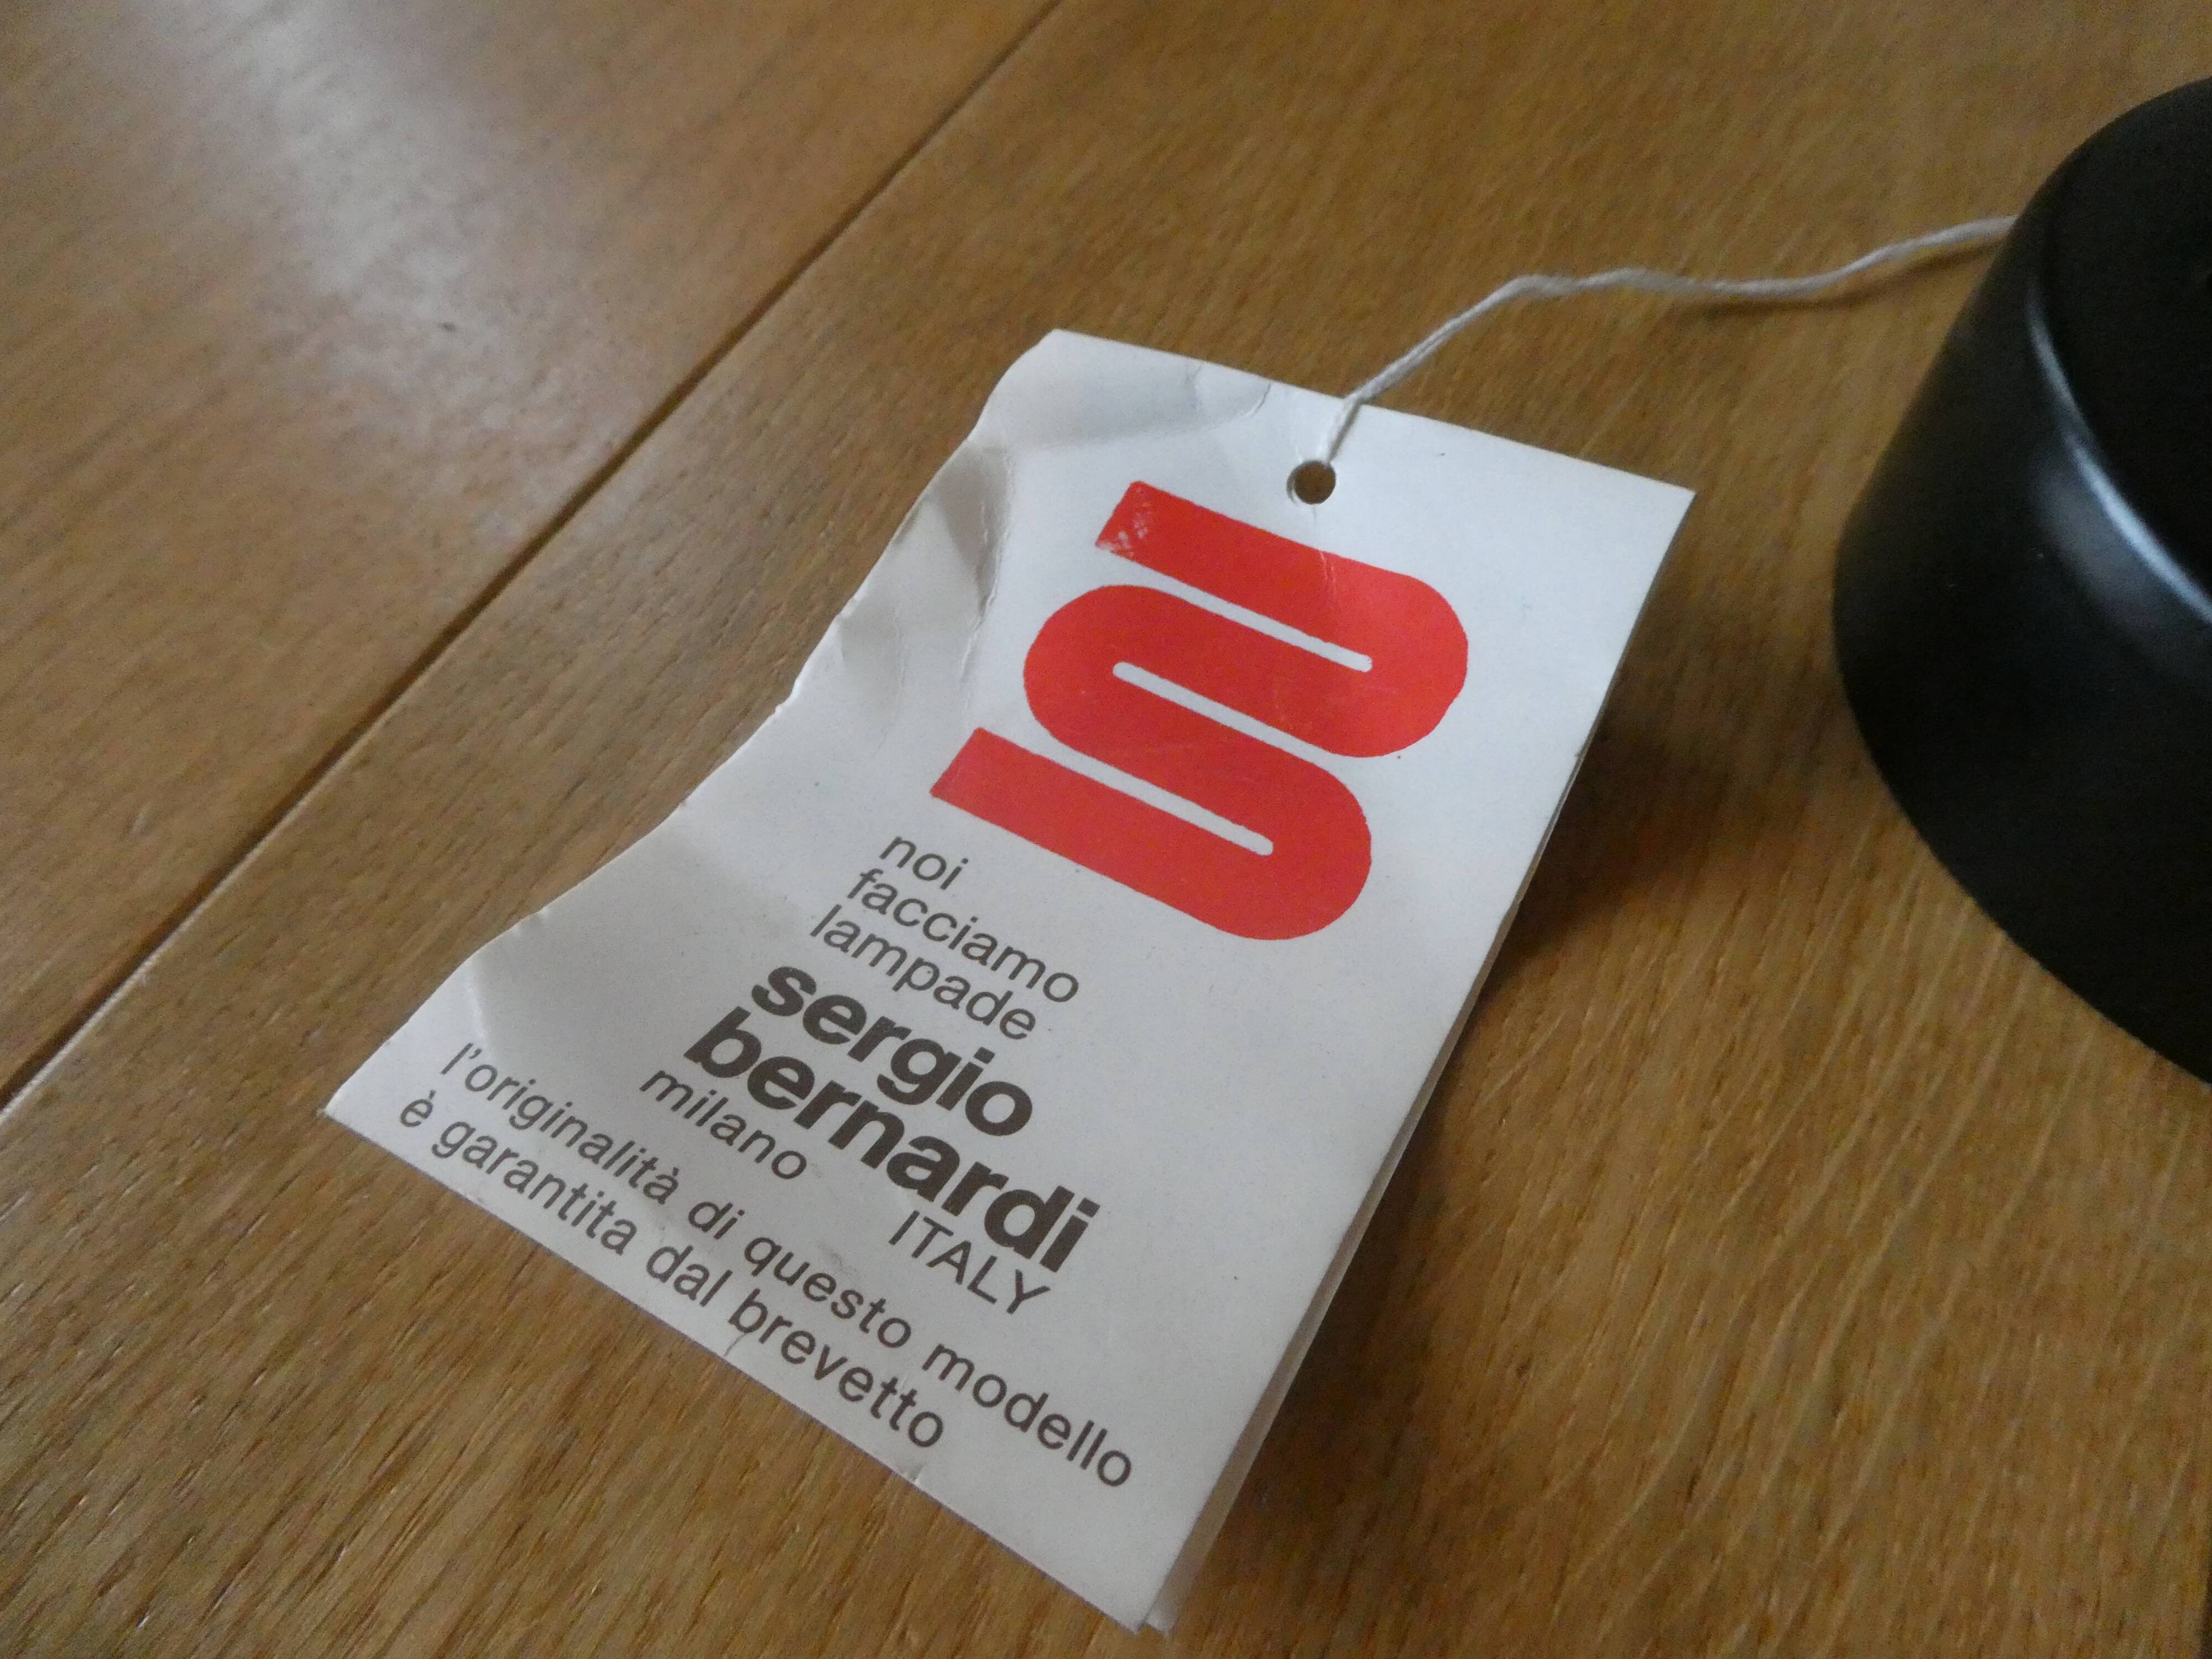 noi
facciamo
lampade
sergio
bernardi
milano ITALY
l'originalità di questo modello
è garantita dal brevetto